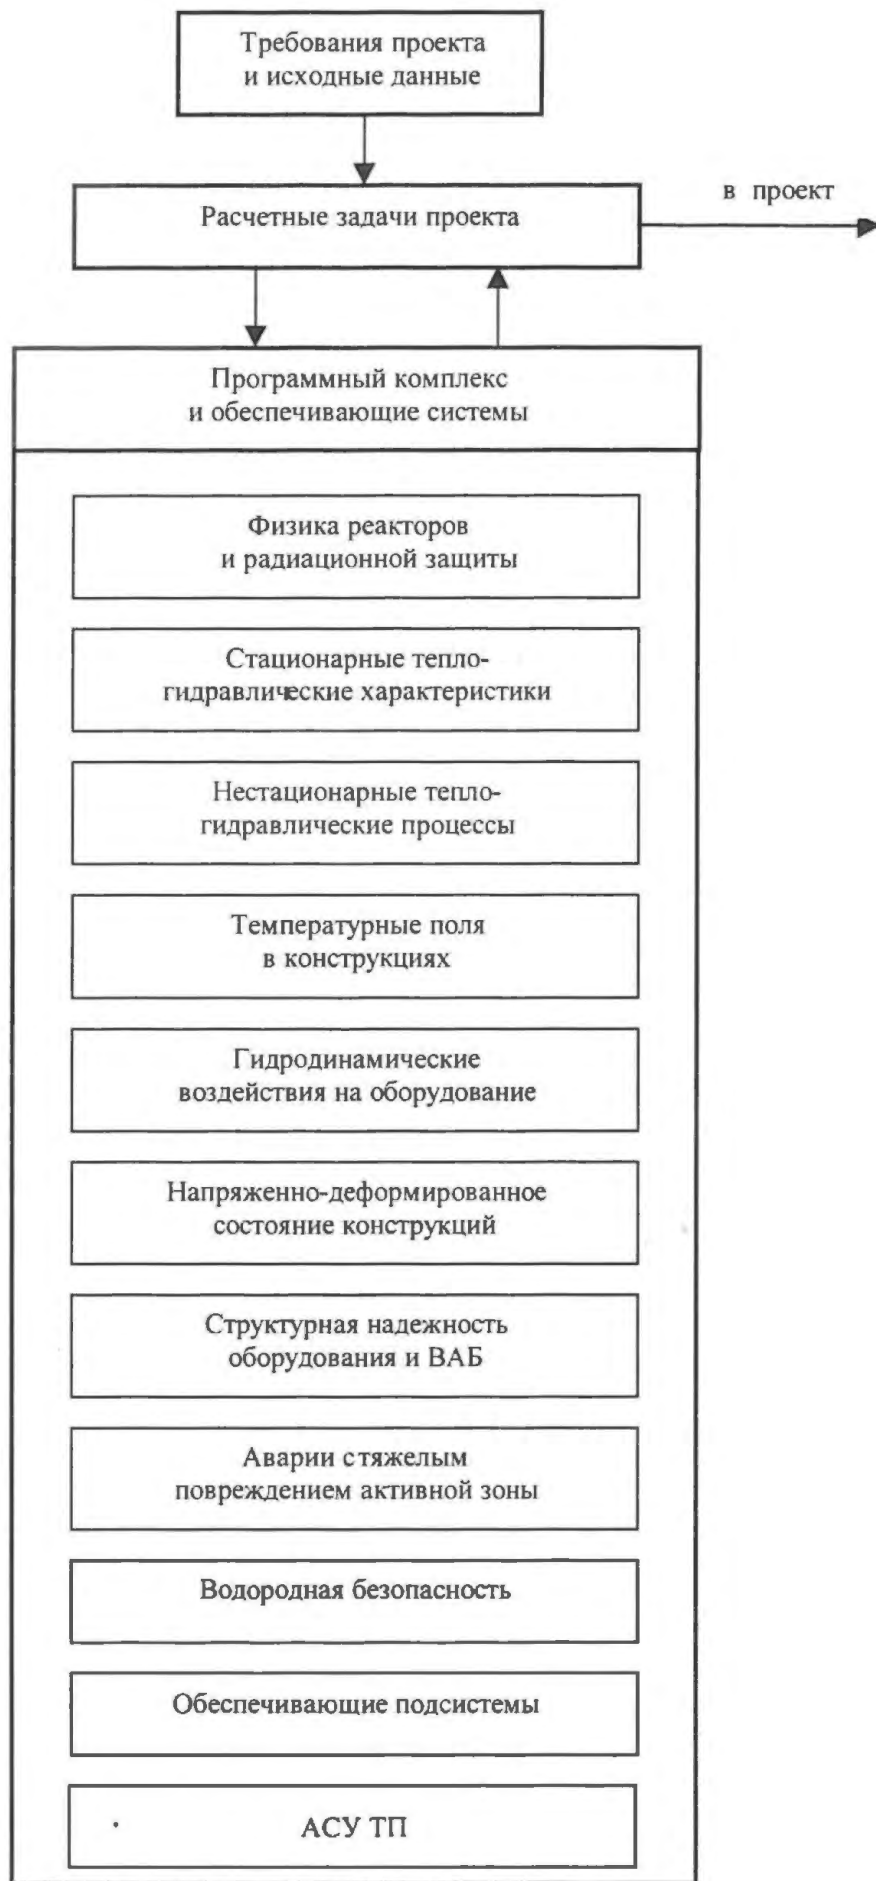 Требования проекта
и исходные данные
Расчетные задачи проекта
в проект
Программный комплекс
и обеспечивающие системы
Физика реакторов
и радиационной защиты
Стационарные тепло-
гидравлические характеристики
Нестационарные тепло-
гидравлические процессы
Температурные поля
в конструкциях
Гидродинамические
воздействия на оборудование
Напряженно-деформированное
состояние конструкций
Структурная надежность
оборудования и ВАБ
Аварии с тяжелым
повреждением активной зоны
Водородная безопасность
Обеспечивающие подсистемы
АСУ ТП